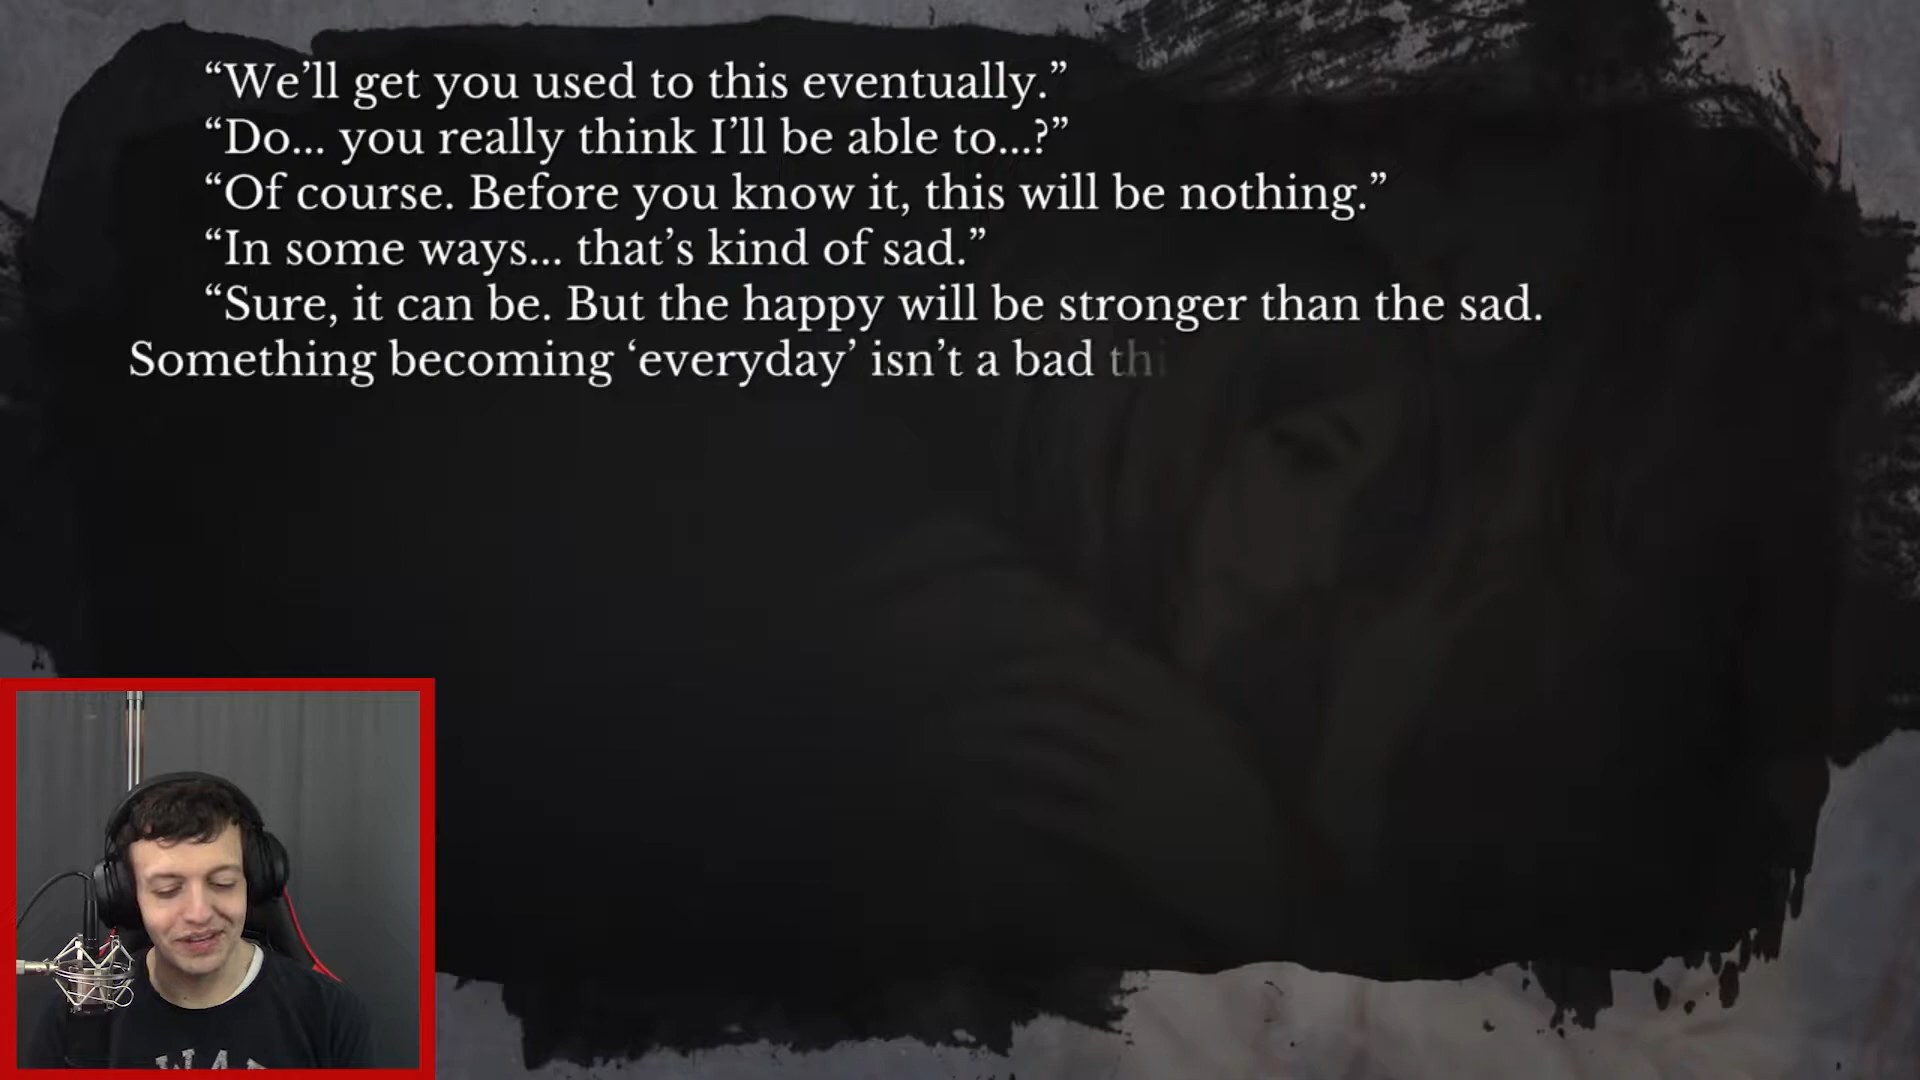 “We’ll get you used to this eventually.”
“Do... you really think I’ll be able to...?”
“Of course. Before you know it, this will be nothing.”
“In some ways... that’s kind of sad.”
“Sure, it can be. But the happy will be stronger than the sad.
Something becoming ‘everyday’ isn’t a bad thi